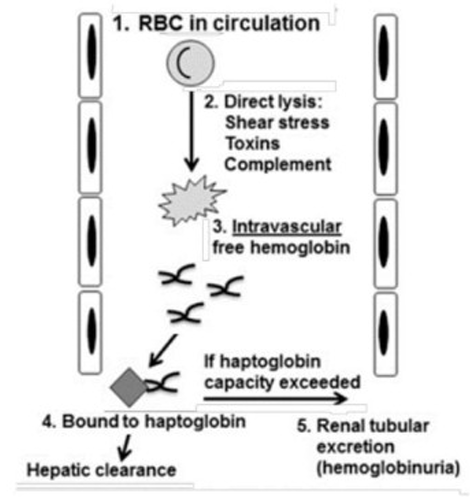 1. RBC in circulation
2. Direct lysis:
Shear stress
Toxins
Complement
3. Intravascular
free hemoglobin
If haptoglobin
capacity exceeded
4. Bound to haptoglobin
5. Renal tubular
excretion
(hemoglobinuria)
Hepatic clearance